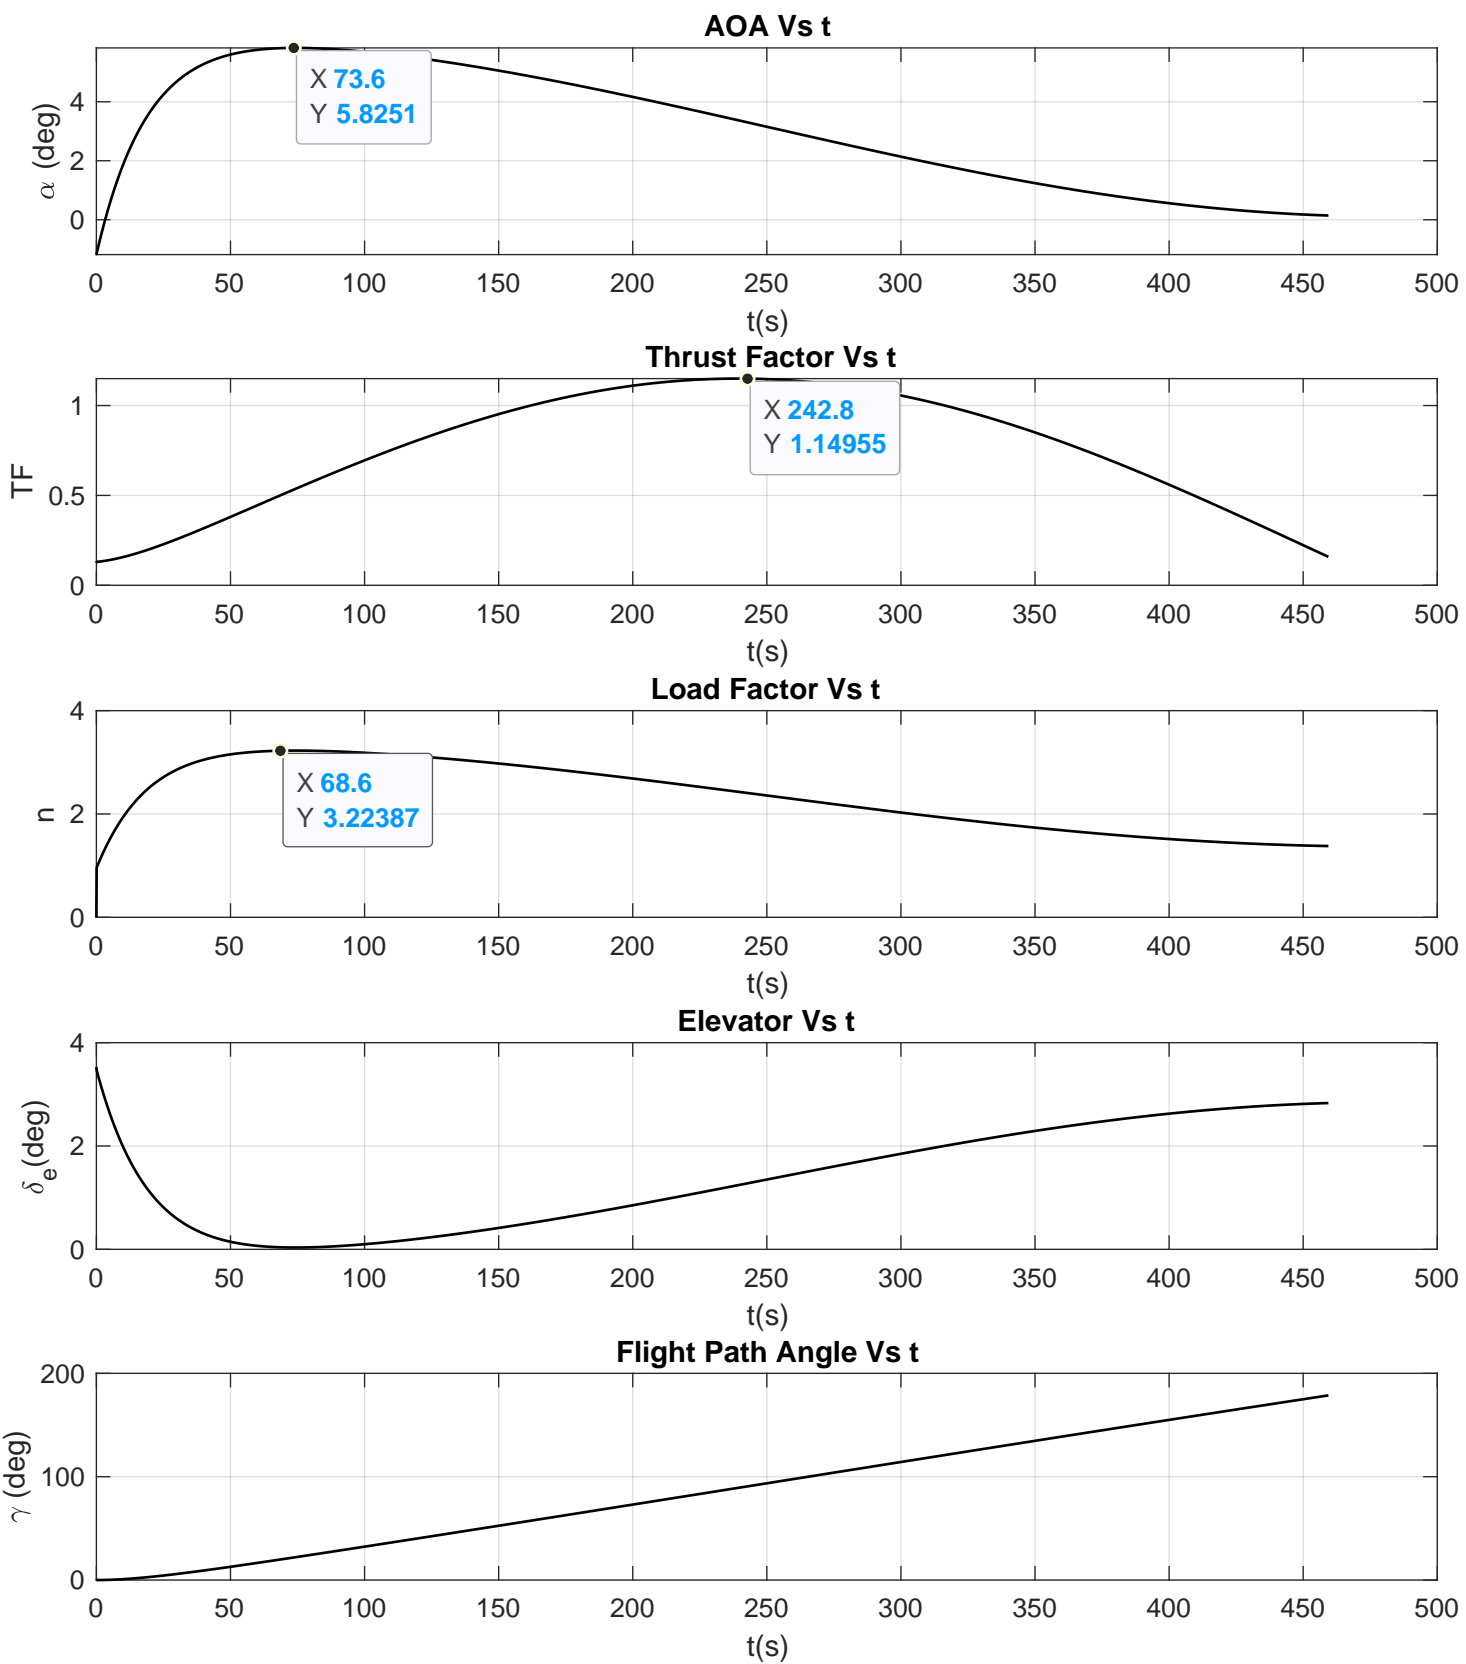 AOA Vs t
X 73.6
Y 5.8251
α (deg)
4
2
0
0 50 100 150 200 250 300 350 400 450 500
t(s)
Thrust Factor Vs t
X 242.8
Y 1.14955
TF
1
0.5
0
0 50 100 150 200 250 300 350 400 450 500
t(s)
Load Factor Vs t
X 68.6
Y 3.22387
n
4
2
0
0 50 100 150 200 250 300 350 400 450 500
t(s)
Elevator Vs t
δe(deg)
4
2
0
0 50 100 150 200 250 300 350 400 450 500
t(s)
Flight Path Angle Vs t
γ (deg)
200
100
0
0 50 100 150 200 250 300 350 400 450 500
t(s)